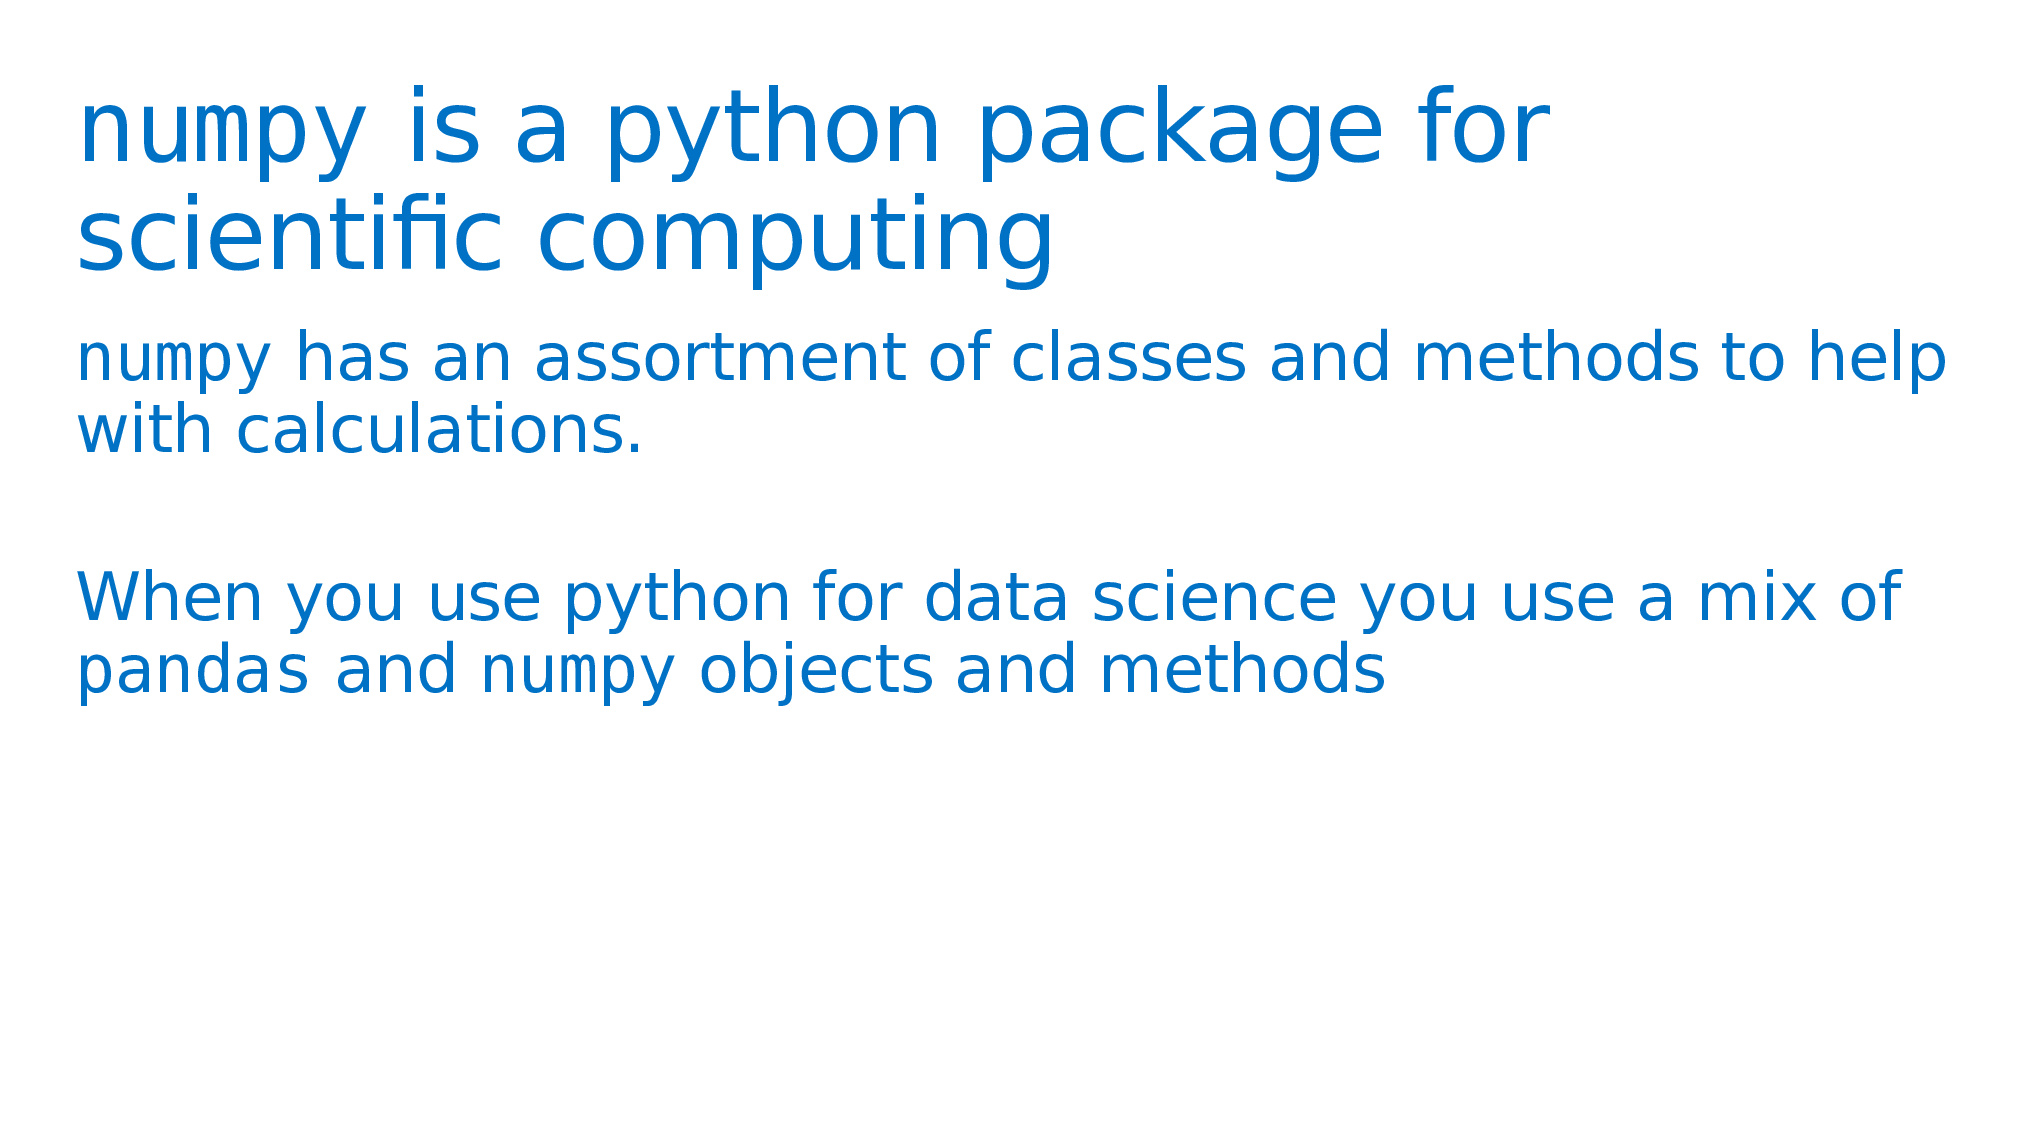 numpy is a python package for
scientific computing
numpy has an assortment of classes and methods to help
with calculations.
When you use python for data science you use a mix of
pandas and numpy objects and methods